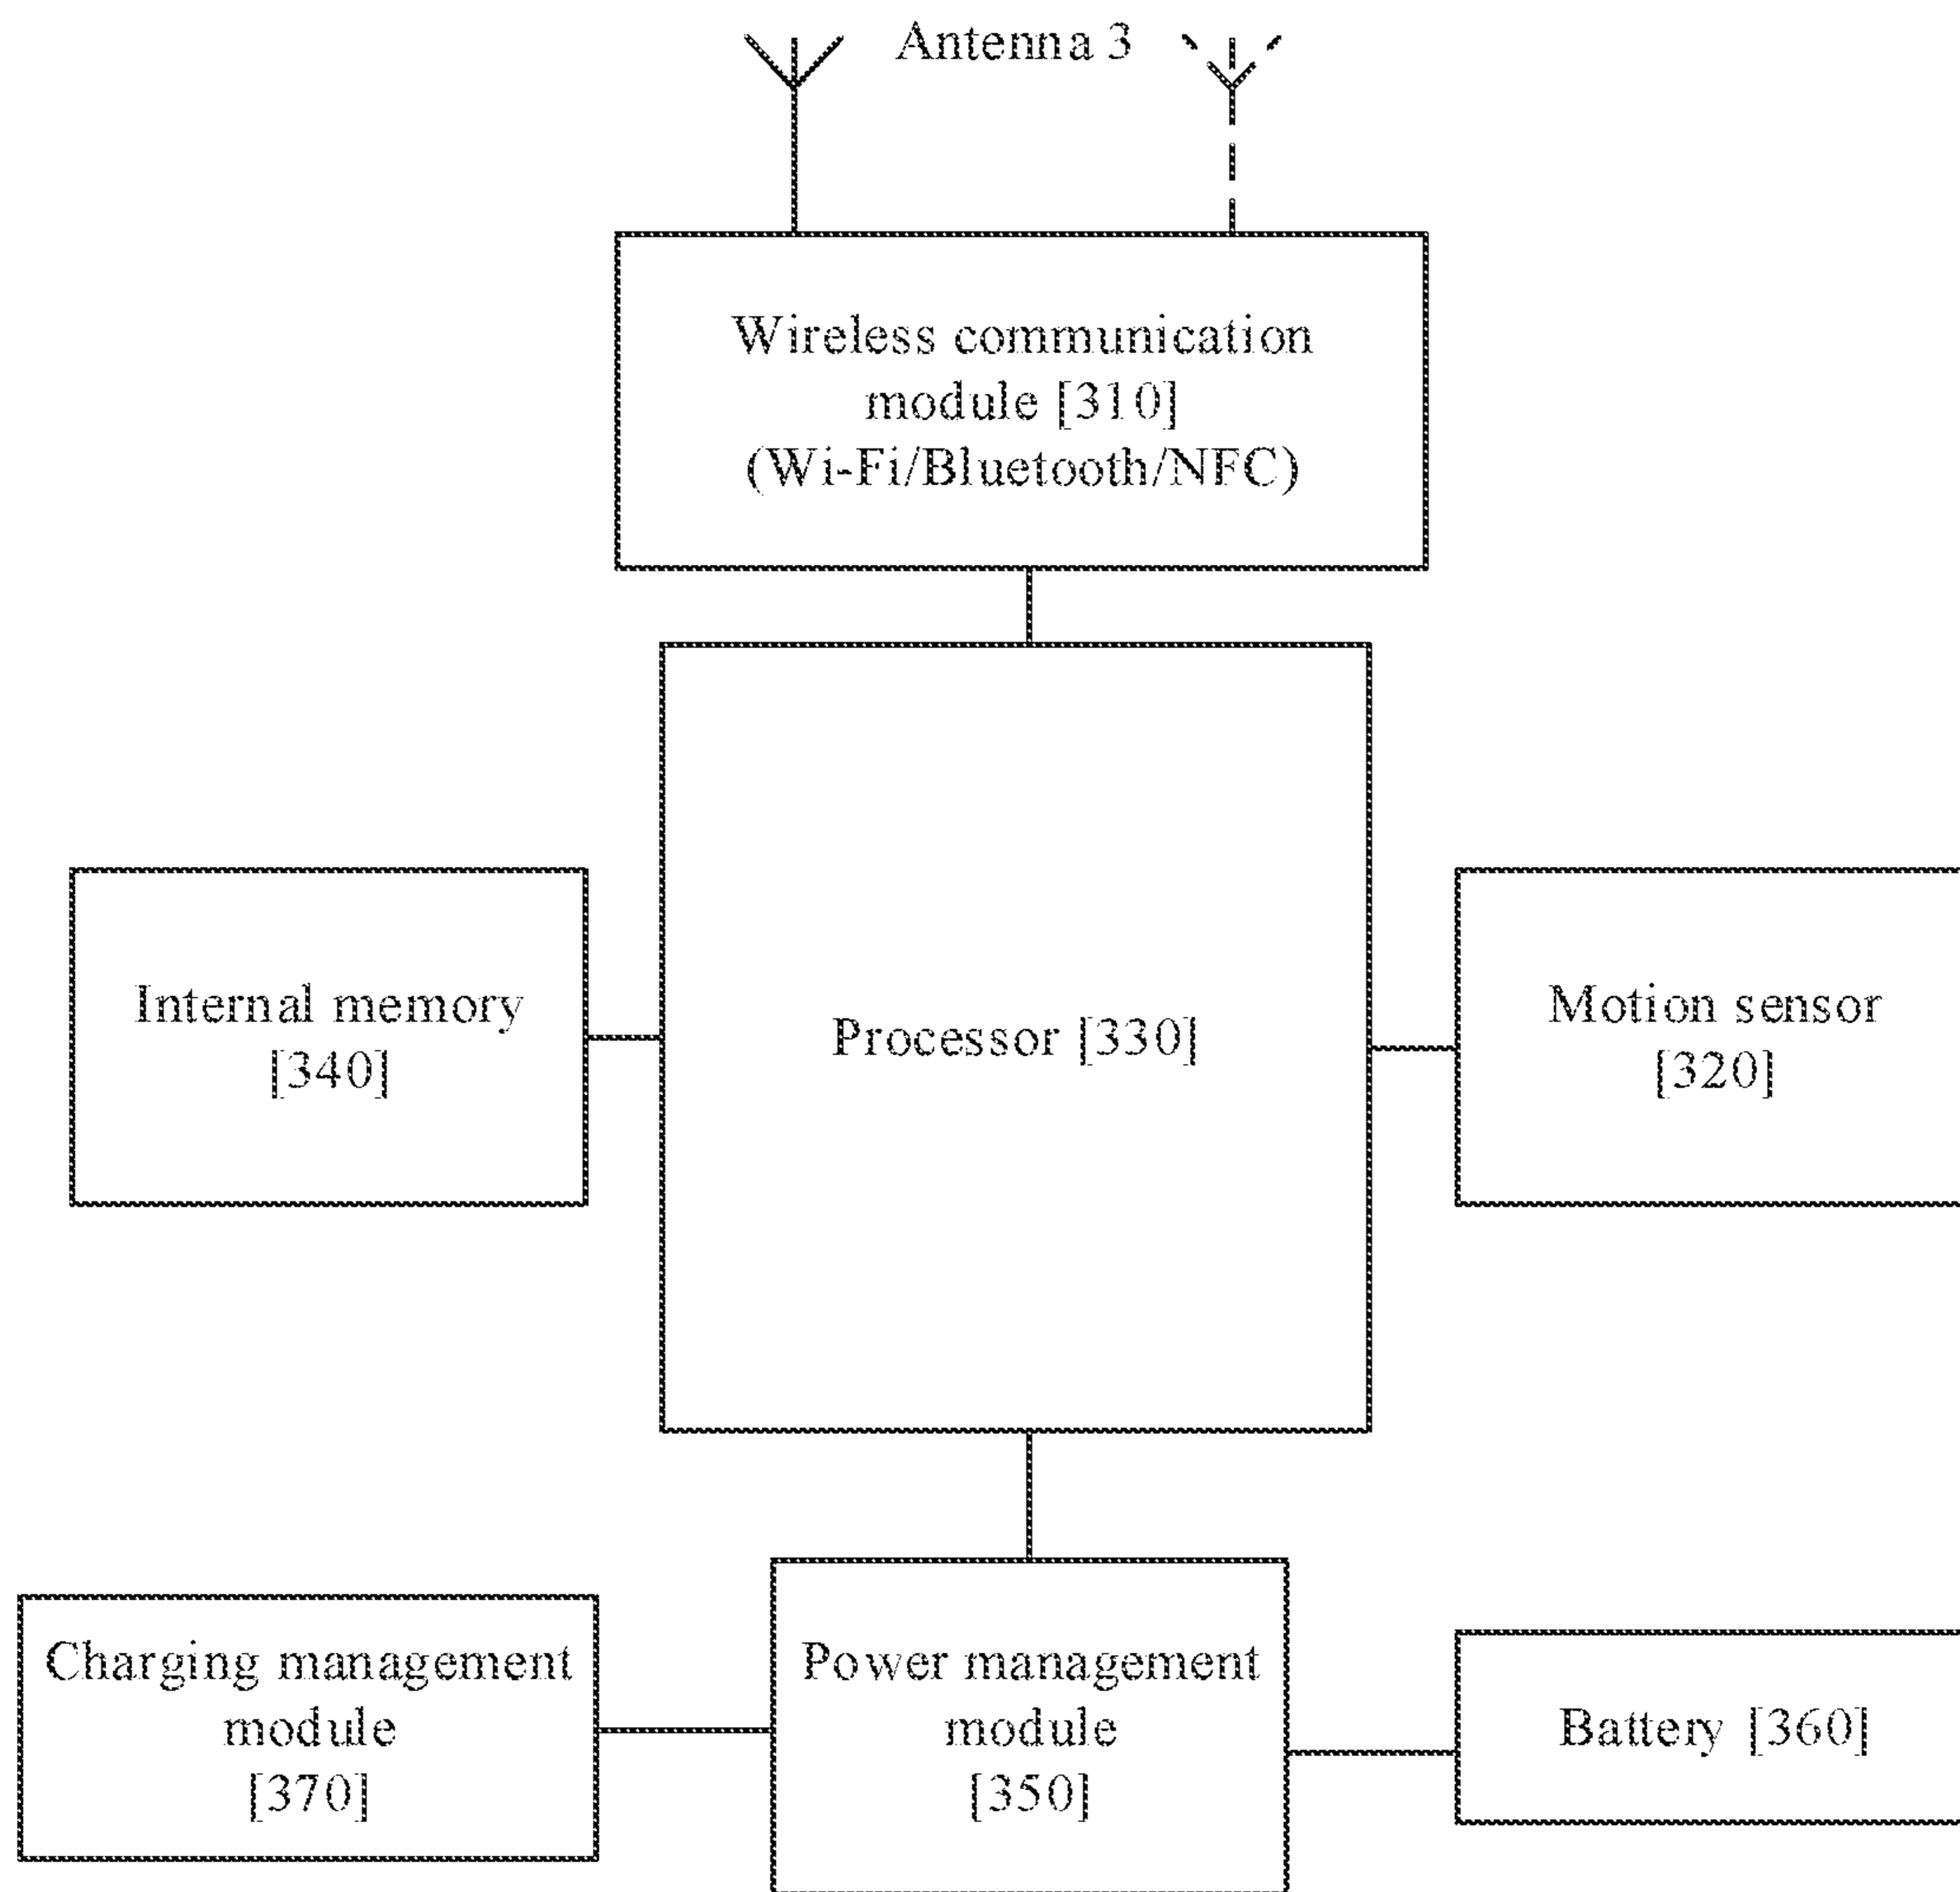 Antenna 3
Wireless communication
module [310]
(Wi-Fi/Bluetooth/NFC)
Internal memory
[340]
Processor [330]
Motion sensor
[320]
Charging management
module
[370]
Power management
module
[350]
Battery [360]